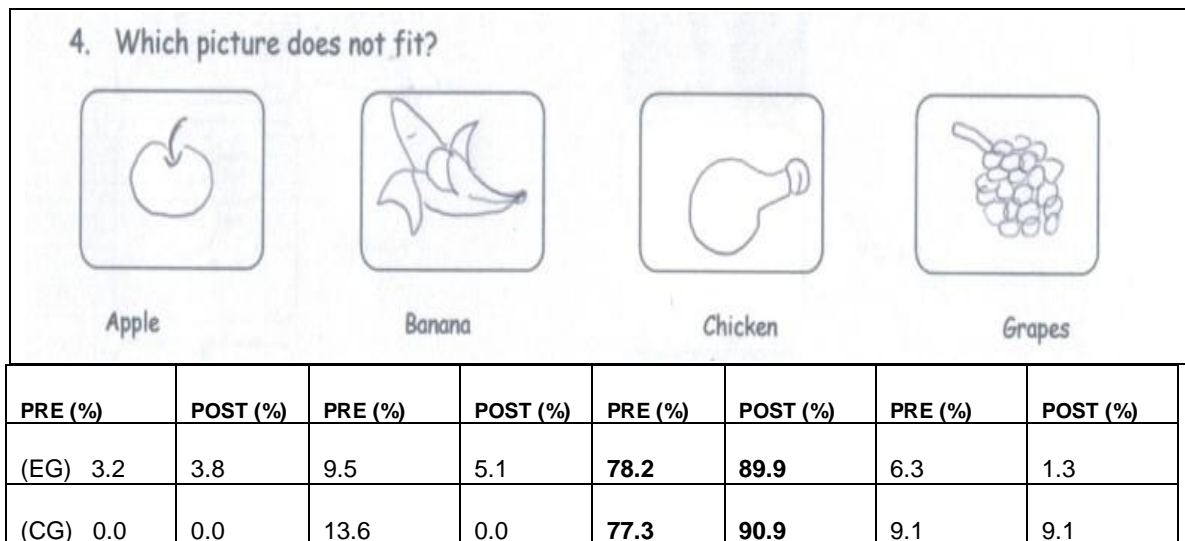 4. Which picture does not fit?
Apple Banana Chicken Grapes
PRE (%) POST (%) PRE (%) POST (%) PRE (%) POST (%) PRE (%) POST (%)
(EG) 3.2 3.8 9.5 5.1 78.2 89.9 6.3 1.3
(CG) 0.0 0.0 13.6 0.0 77.3 90.9 9.1 9.1